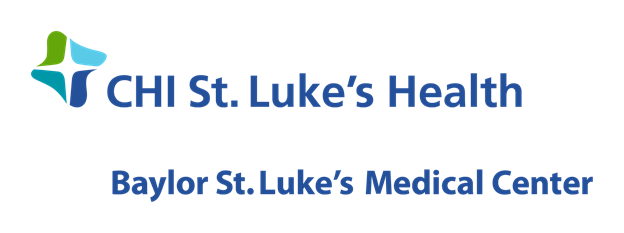 CHI St. Luke's Health
Baylor St. Luke's Medical Center